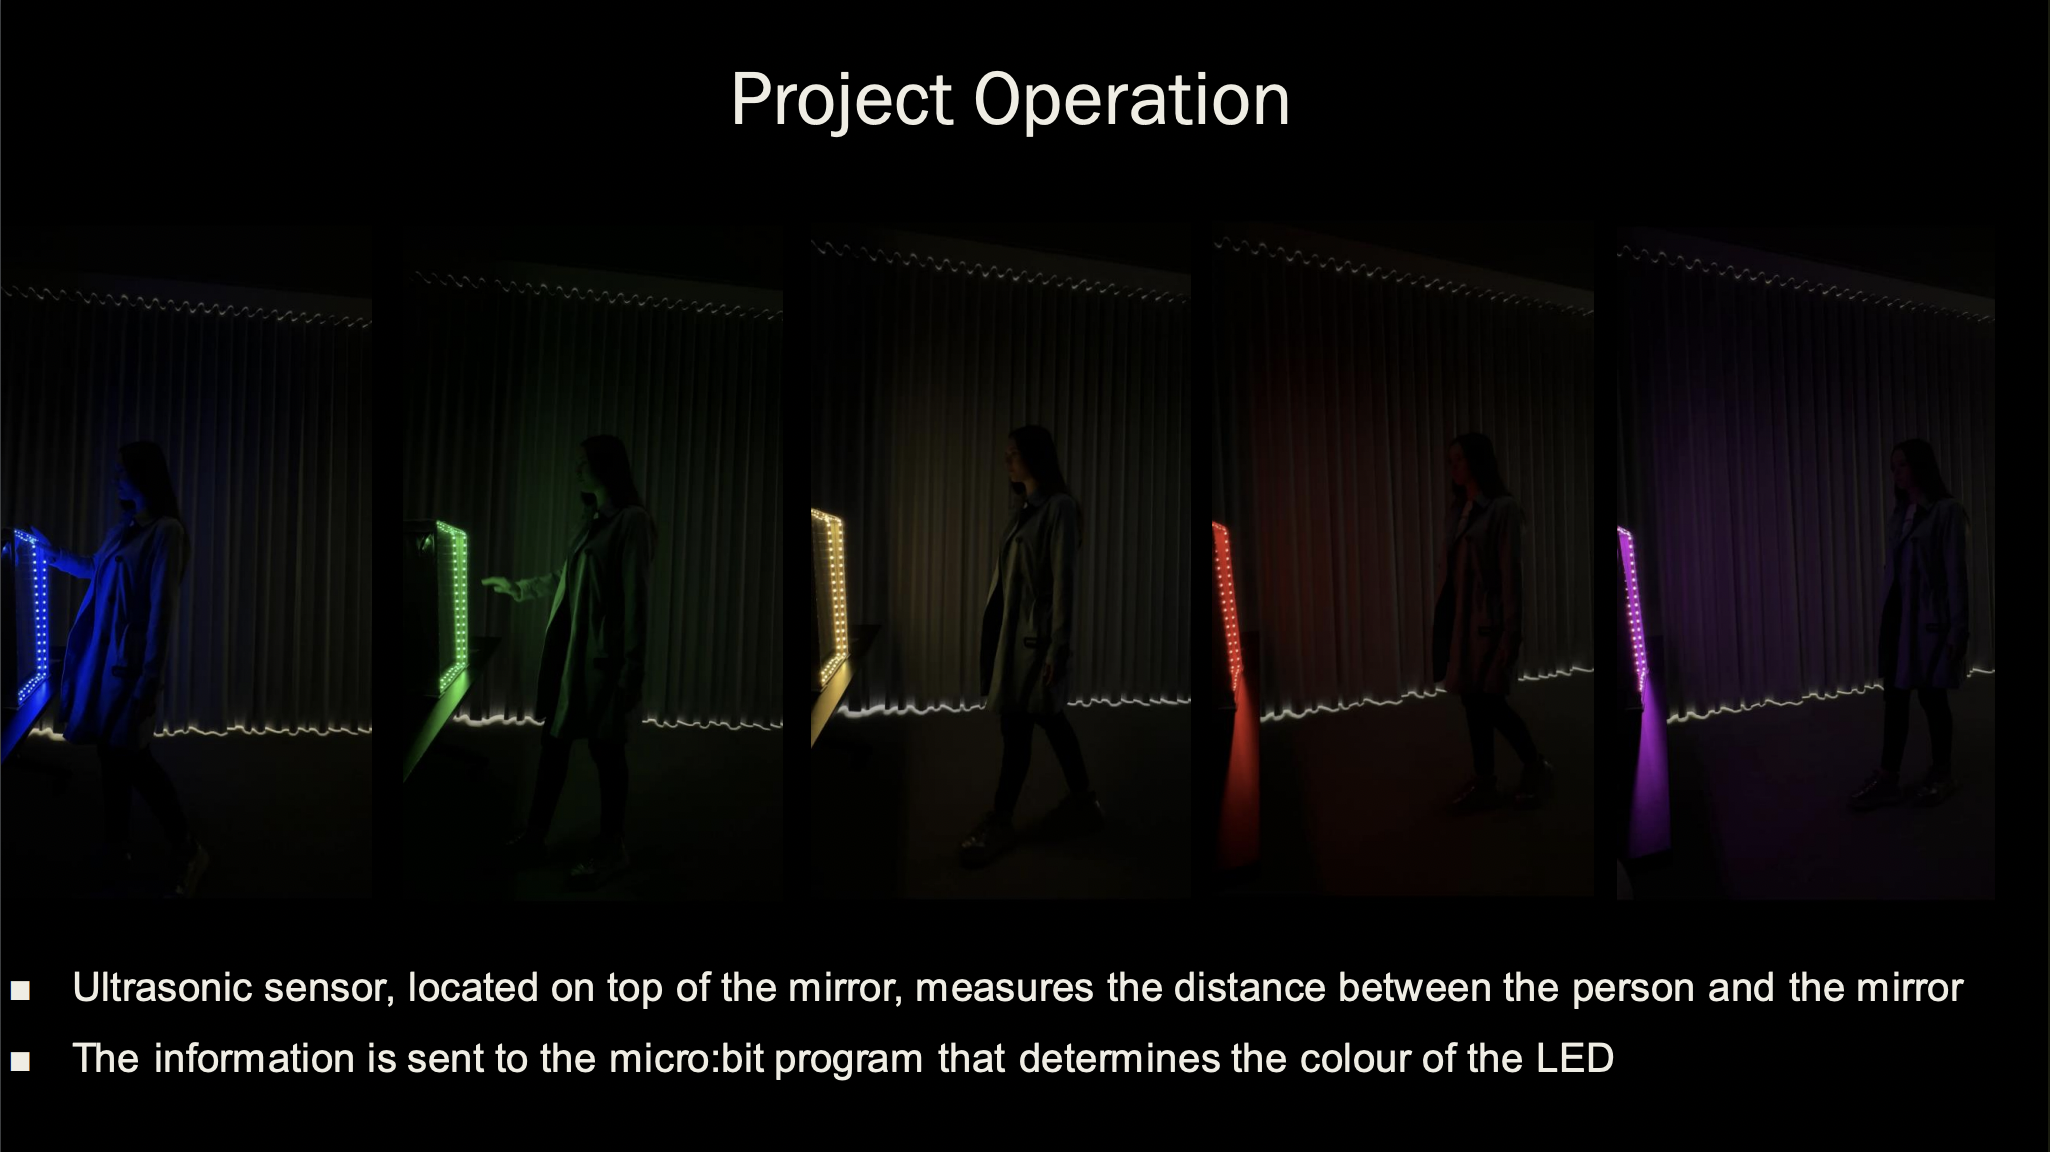 Project Operation
▪ Ultrasonic sensor, located on top of the mirror, measures the distance between the person and the mirror
▪ The information is sent to the micro:bit program that determines the colour of the LED